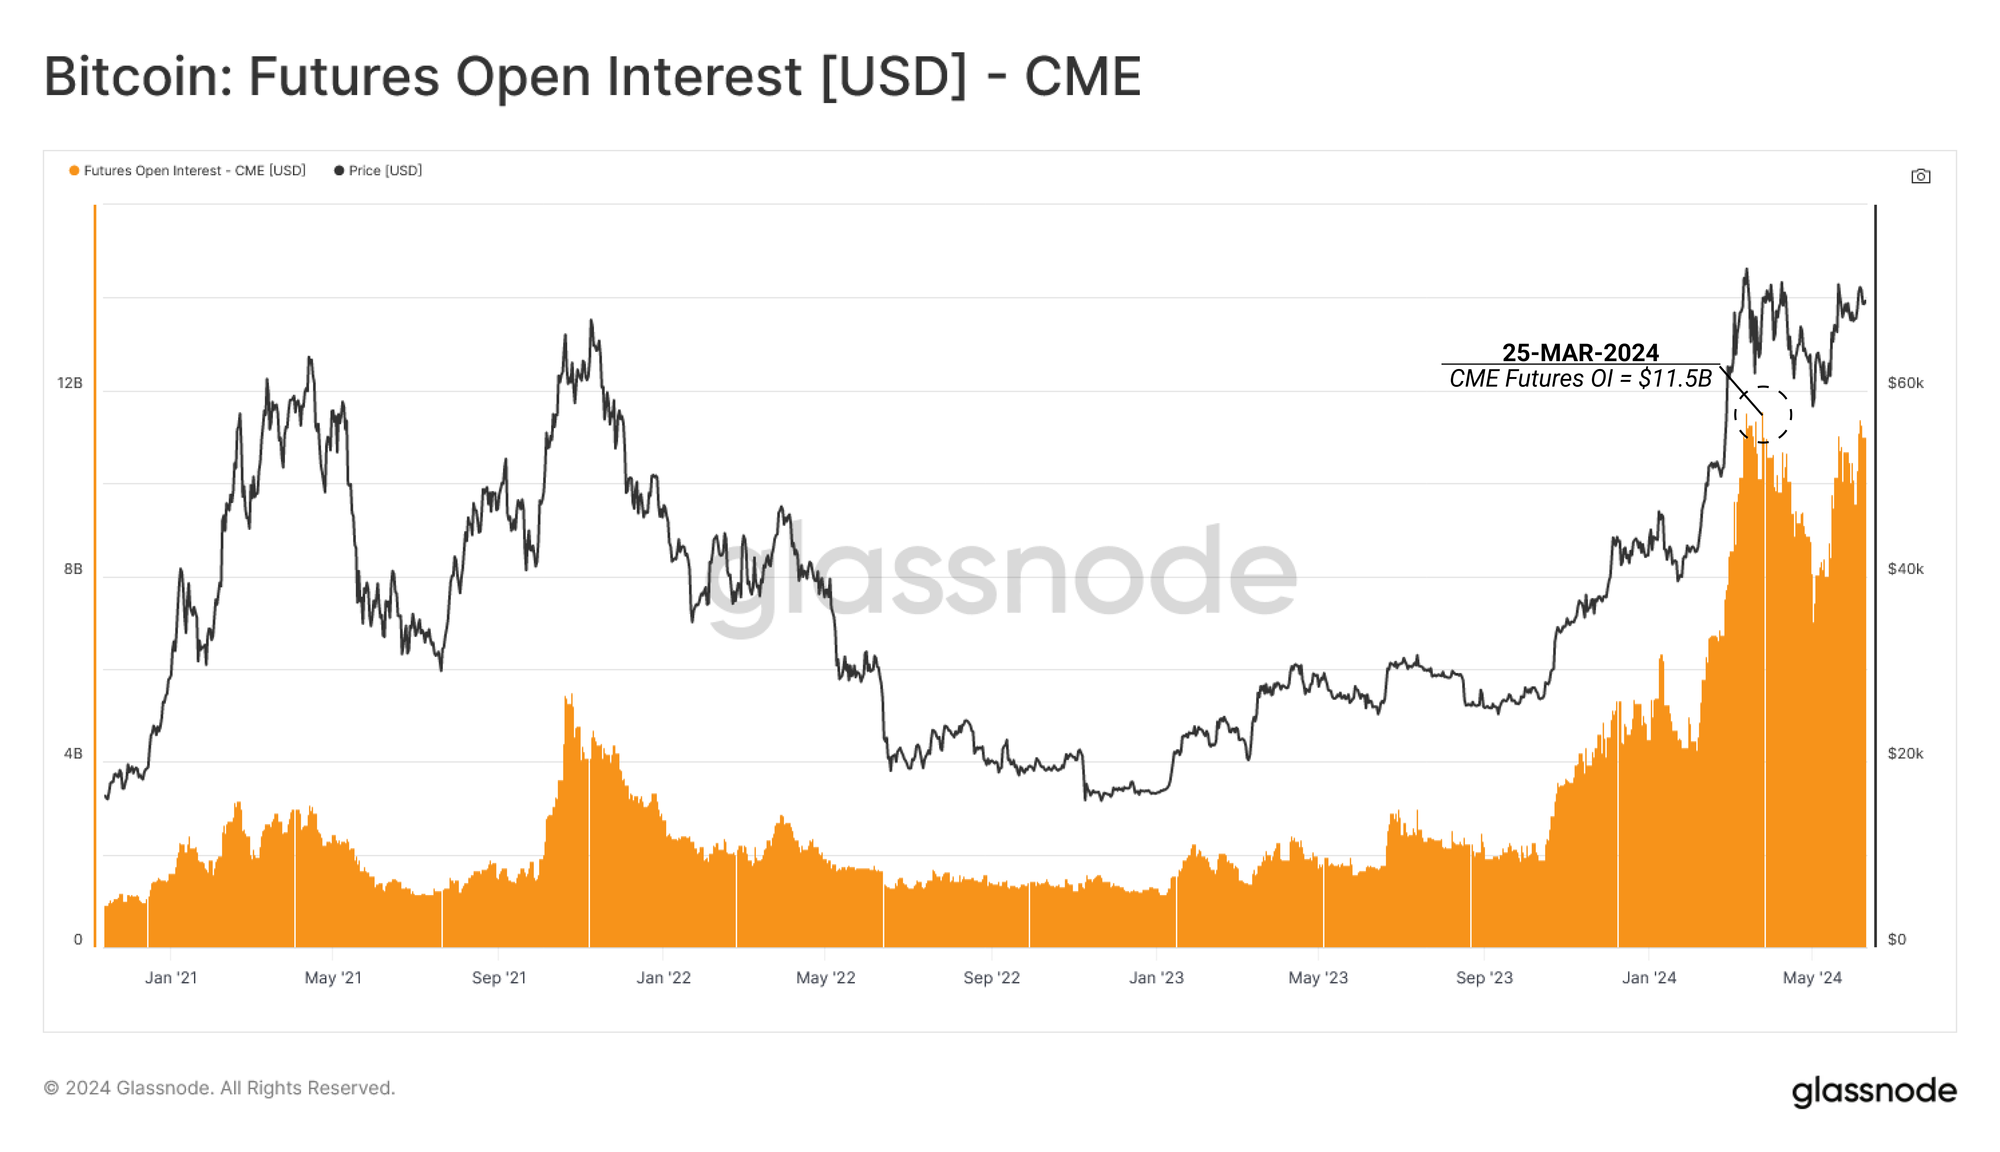 Bitcoin: Futures Open Interest [USD] - CME
Futures Open Interest - CME [USD] Price [USD]
25-MAR-2024
CME Futures OI = $11.5B
12B $60k
8B $40k
glassnode
4B $20k
0 $0
Jan '21 May '21 Sep '21 Jan '22 May '22 Sep '22 Jan '23 May '23 Sep '23 Jan '24 May '24
© 2024 Glassnode. All Rights Reserved.
glassnode